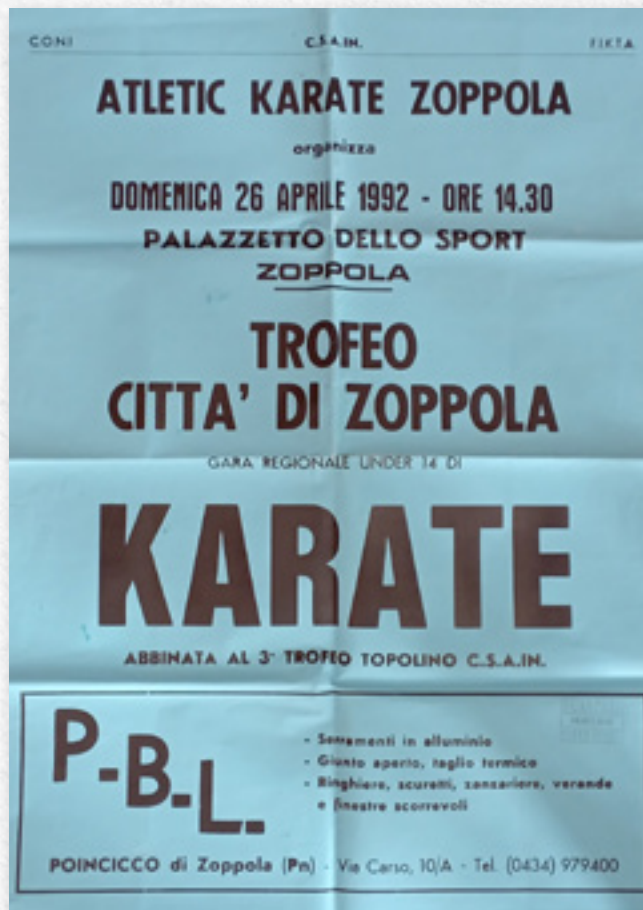 CONI C.S.A.IN. FIKTA
ATLETIC KARATE ZOPPOLA
organizza
DOMENICA 26 APRILE 1992 - ORE 14.30
PALAZZETTO DELLO SPORT
ZOPPOLA
TROFEO
CITTA' DI ZOPPOLA
GARA REGIONALE UNDER 14 DI
KARATE
ABBINATA AL 3° TROFEO TOPOLINO C.S.A.IN.
P.B.L.
- Serramenti in alluminio
- Giunto aperto, taglio termico
- Ringhiere, scuretti, zanzariere, verande
e finestre scorrevoli
POINCICCO di Zoppola (Pn) - Via Carso, 10/A - Tel. (0434) 979400